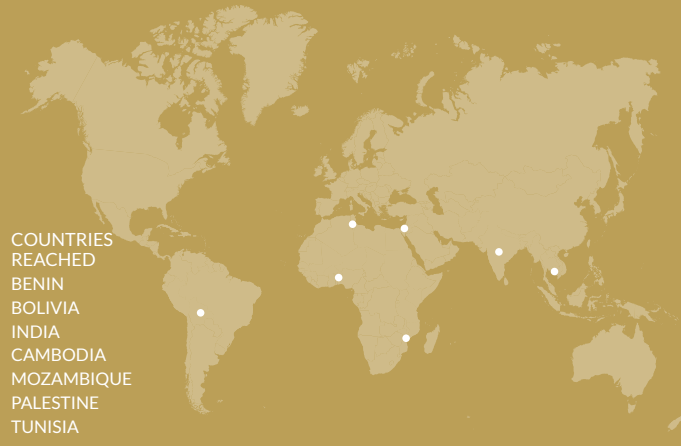 COUNTRIES
REACHED
BENIN
BOLIVIA
INDIA
CAMBODIA
MOZAMBIQUE
PALESTINE
TUNISIA